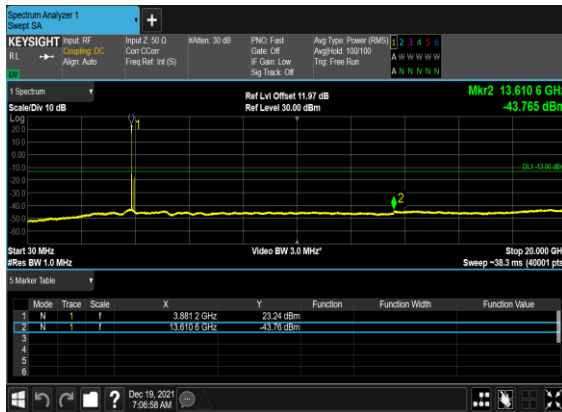 Spectrum Analyzer 1
Swept SA
+
KEYSIGHT Input: RF Input Z: 50 Ω #Atten: 30 dB PNO: Fast Avg Type: Power (RMS) 1 2 3 4 5 6
RL Coupling: DC Corr CCorr Gate: Off Avg|Hold: 100/100 A W W W W W
Align: Auto Freq Ref: Int (S) IF Gain: Low Trig: Free Run
Sig Track: Off A N N N N N
1 Spectrum Ref Lvl Offset 11.97 dB Mkr2 13.610 6 GHz
Scale/Div 10 dB Ref Level 30.00 dBm -43.765 dBm
Log
20.0
10.0
0.00
-10.0
DL1 -13.00 dBm
-20.0
-30.0
-40.0
-50.0
-60.0
1
2
Start 30 MHz Video BW 3.0 MHz* Stop 20.000 GHz
#Res BW 1.0 MHz Sweep ~38.3 ms (40001 pts)
5 Marker Table
Mode Trace Scale X Y Function Function Width Function Value
1 N 1 f 3.881 2 GHz 23.24 dBm
2 N 1 f 13.610 6 GHz -43.76 dBm
3
4
5
6
? Dec 19, 2021
7:06:58 AM